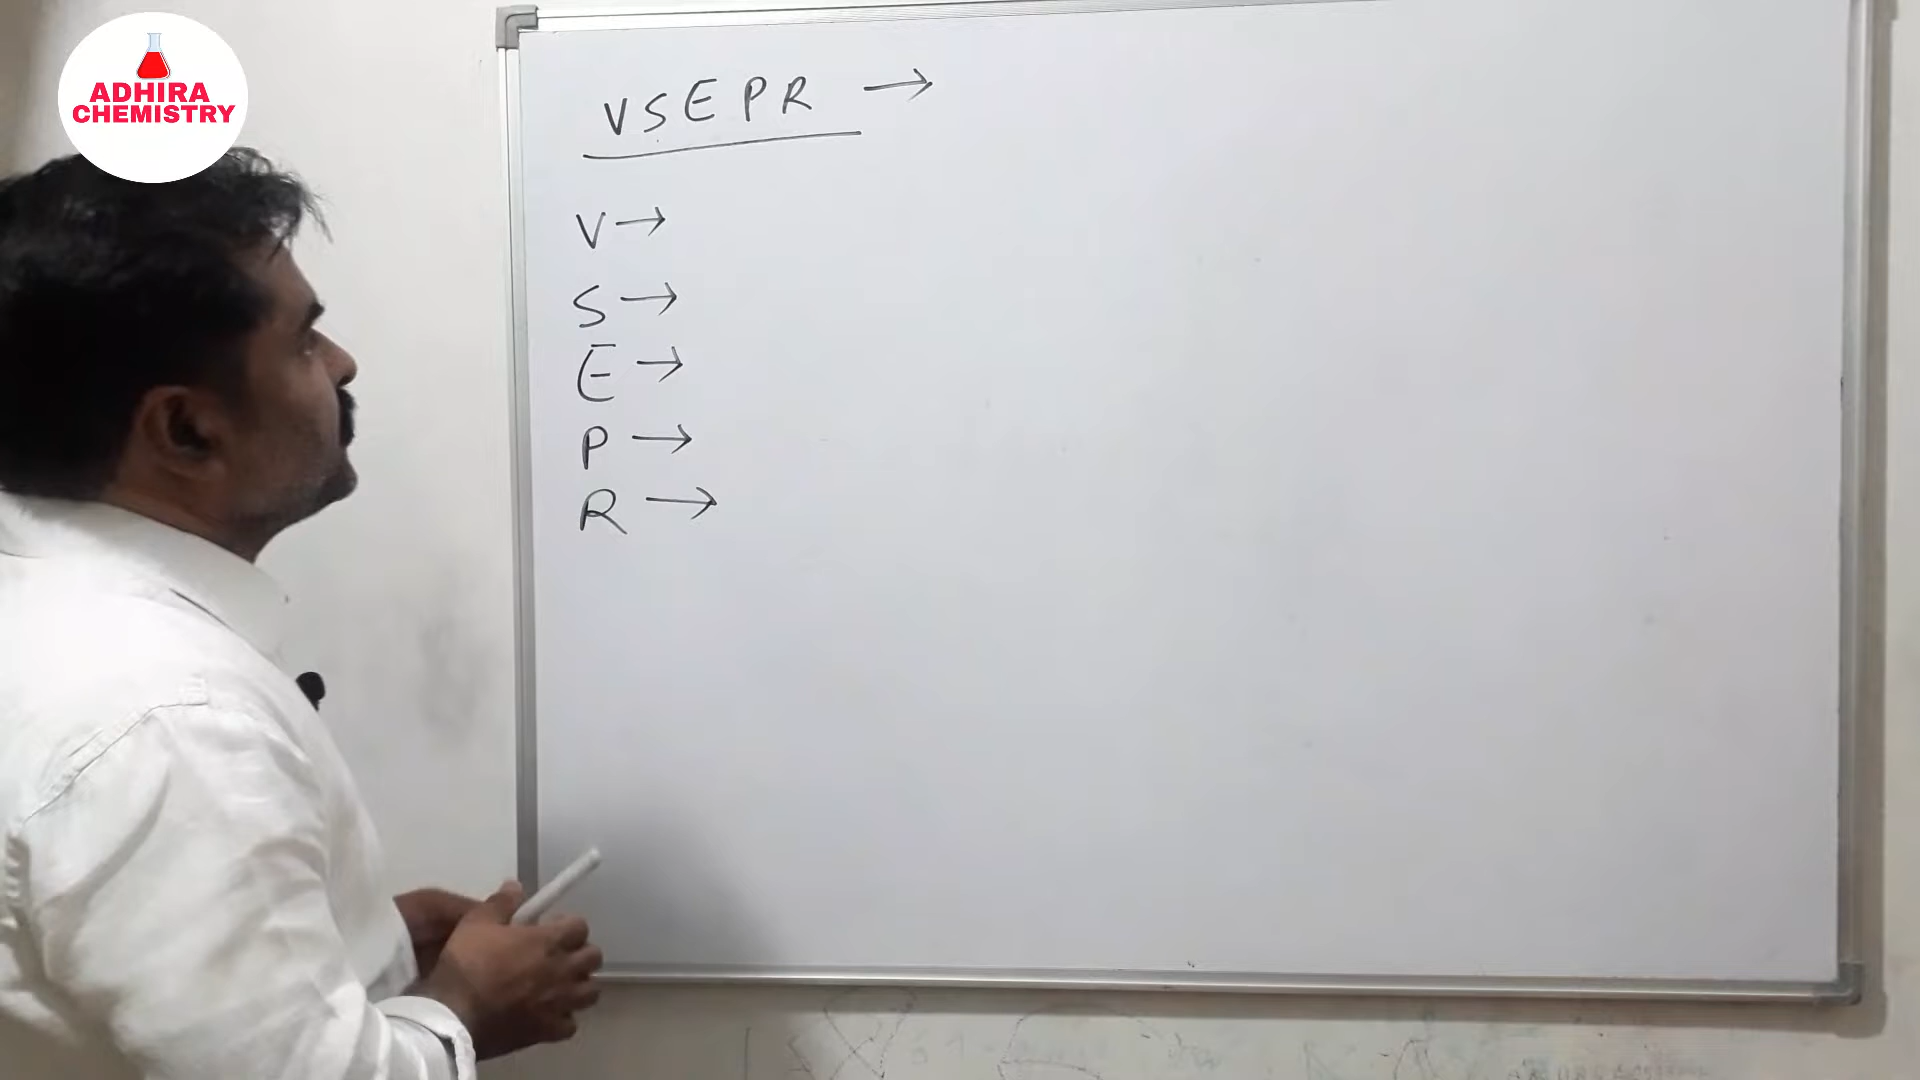 ADHIRA
CHEMISTRY
VSEPR →
V →
S →
E →
P →
R →